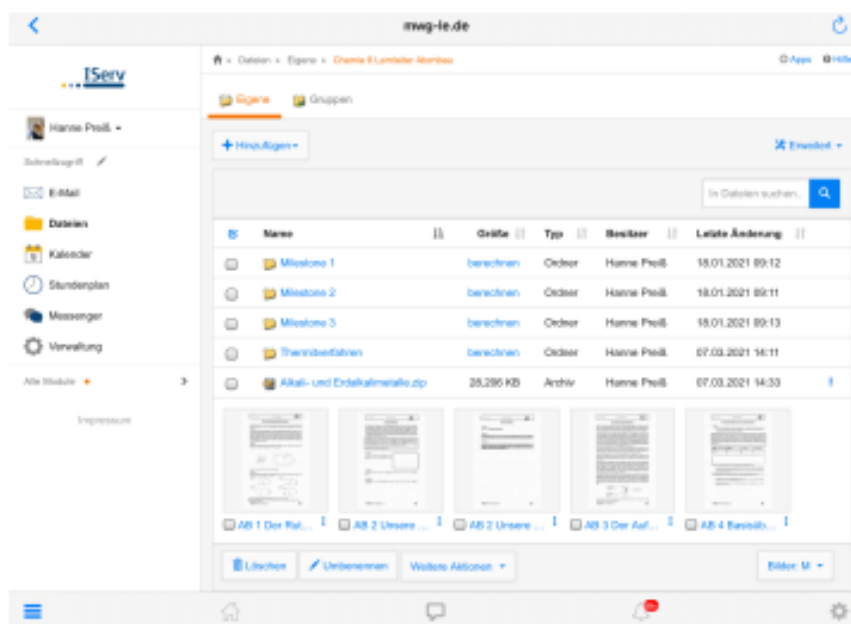 mwg-le.de
IServ
Dateien » Eigene » Chemie 8 Lernleiter Atombau
Apps Hilfe
Eigene Gruppen
Hanne Preiß
Hinzufügen
Erweitert
Schnellzugriff
In Dateien suchen...
E-Mail
Dateien
Kalender
Stundenplan
Messenger
Verwaltung
Alle Module
Impressum
Name Größe Typ Besitzer Letzte Änderung
Milestone 1 berechnen Ordner Hanne Preiß 18.01.2021 09:12
Milestone 2 berechnen Ordner Hanne Preiß 18.01.2021 09:11
Milestone 3 berechnen Ordner Hanne Preiß 18.01.2021 09:13
Thermitverfahren berechnen Ordner Hanne Preiß 07.03.2021 14:11
Alkali- und Erdalkalimetalle.zip 28,296 KB Archiv Hanne Preiß 07.03.2021 14:33
AB 1 Der Rut... AB 2 Unsere ... AB 2 Unsere ... AB 3 Der Auf... AB 4 Basisüb...
Löschen Umbenennen Weitere Aktionen Bilder: M